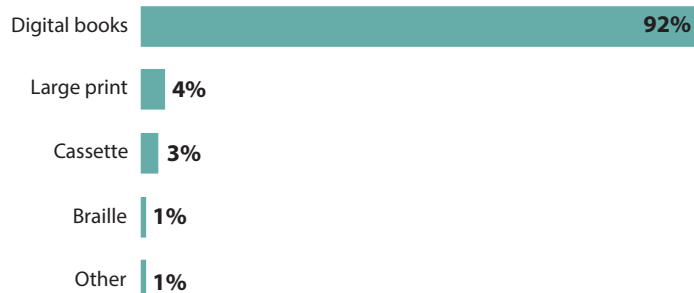 Digital books 92%
Large print 4%
Cassette 3%
Braille 1%
Other 1%